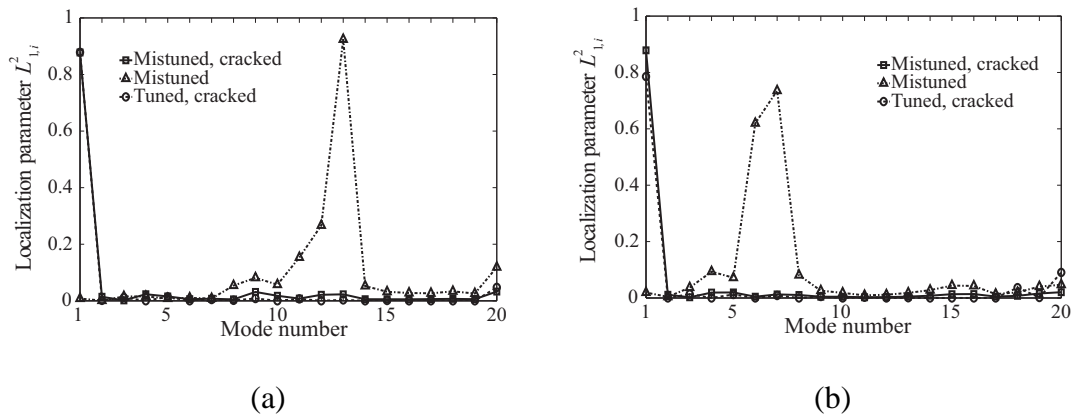 1
0.8
0.6
0.4
0.2
0
Localization parameter L²₁,ᵢ
Mistuned, cracked
Mistuned
Tuned, cracked
1 5 10 15 20
Mode number
(a)
1
0.8
0.6
0.4
0.2
0
Localization parameter L²₁,ᵢ
Mistuned, cracked
Mistuned
Tuned, cracked
1 5 10 15 20
Mode number
(b)